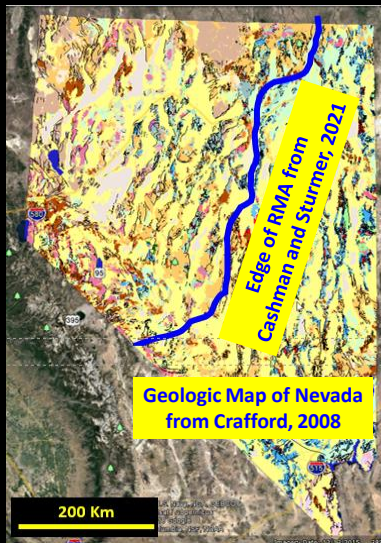 580
95
395
Edge of RMA from
Cashman and Sturmer, 2021
Geologic Map of Nevada
from Crafford, 2008
515
200 Km